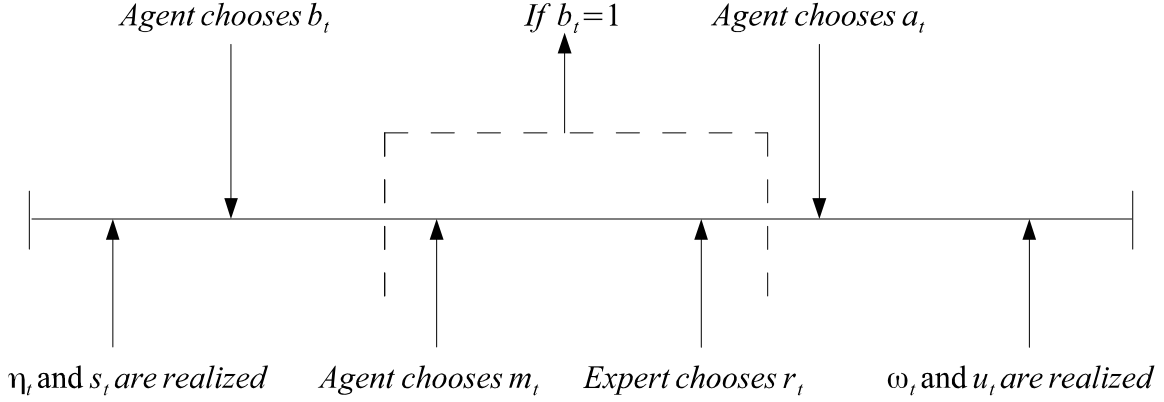 Agent chooses b_t
If b_t=1
Agent chooses a_t
η_t and s_t are realized
Agent chooses m_t
Expert chooses r_t
ω_t and u_t are realized